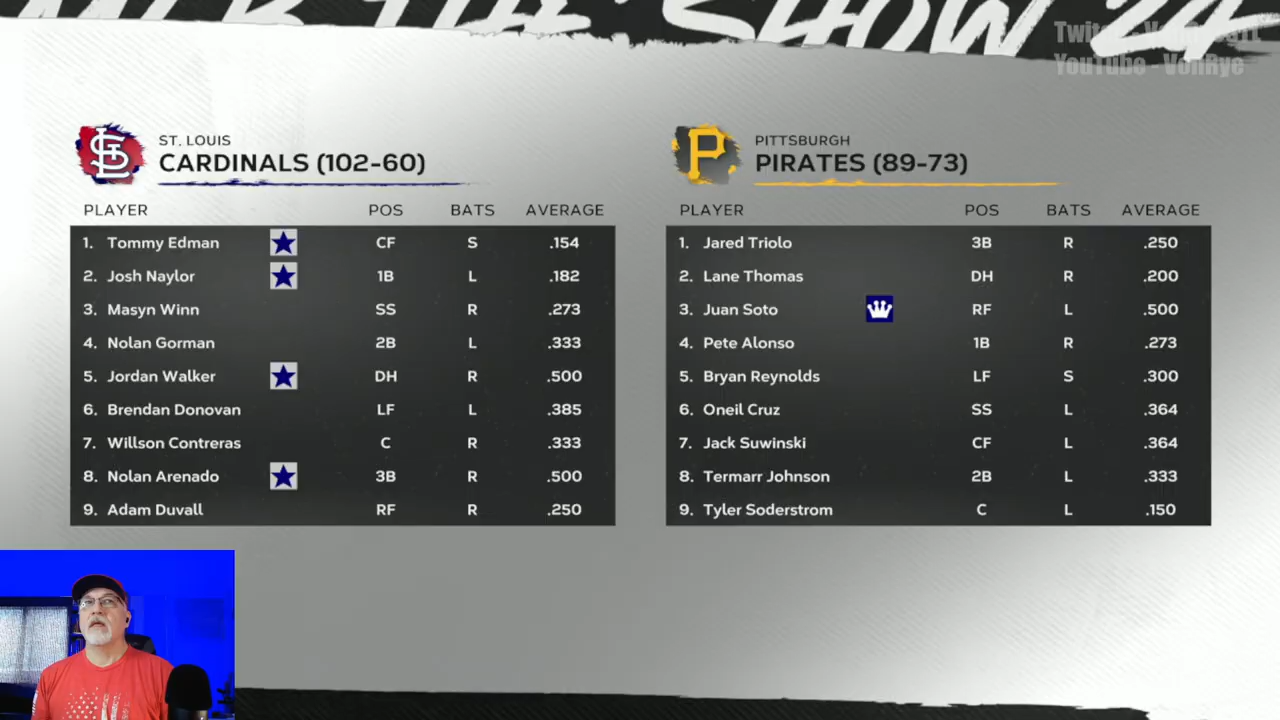 MLB THE SHOW 24
YouTube - VonRye
ST. LOUIS
CARDINALS (102-60)
PLAYER POS BATS AVERAGE
1. Tommy Edman CF S .154
2. Josh Naylor 1B L .182
3. Masyn Winn SS R .273
4. Nolan Gorman 2B L .333
5. Jordan Walker DH R .500
6. Brendan Donovan LF L .385
7. Willson Contreras C R .333
8. Nolan Arenado 3B R .500
9. Adam Duvall RF R .250
P
PITTSBURGH
PIRATES (89-73)
PLAYER POS BATS AVERAGE
1. Jared Triolo 3B R .250
2. Lane Thomas DH R .200
3. Juan Soto RF L .500
4. Pete Alonso 1B R .273
5. Bryan Reynolds LF S .300
6. Oneil Cruz SS L .364
7. Jack Suwinski CF L .364
8. Termarr Johnson 2B L .333
9. Tyler Soderstrom C L .150